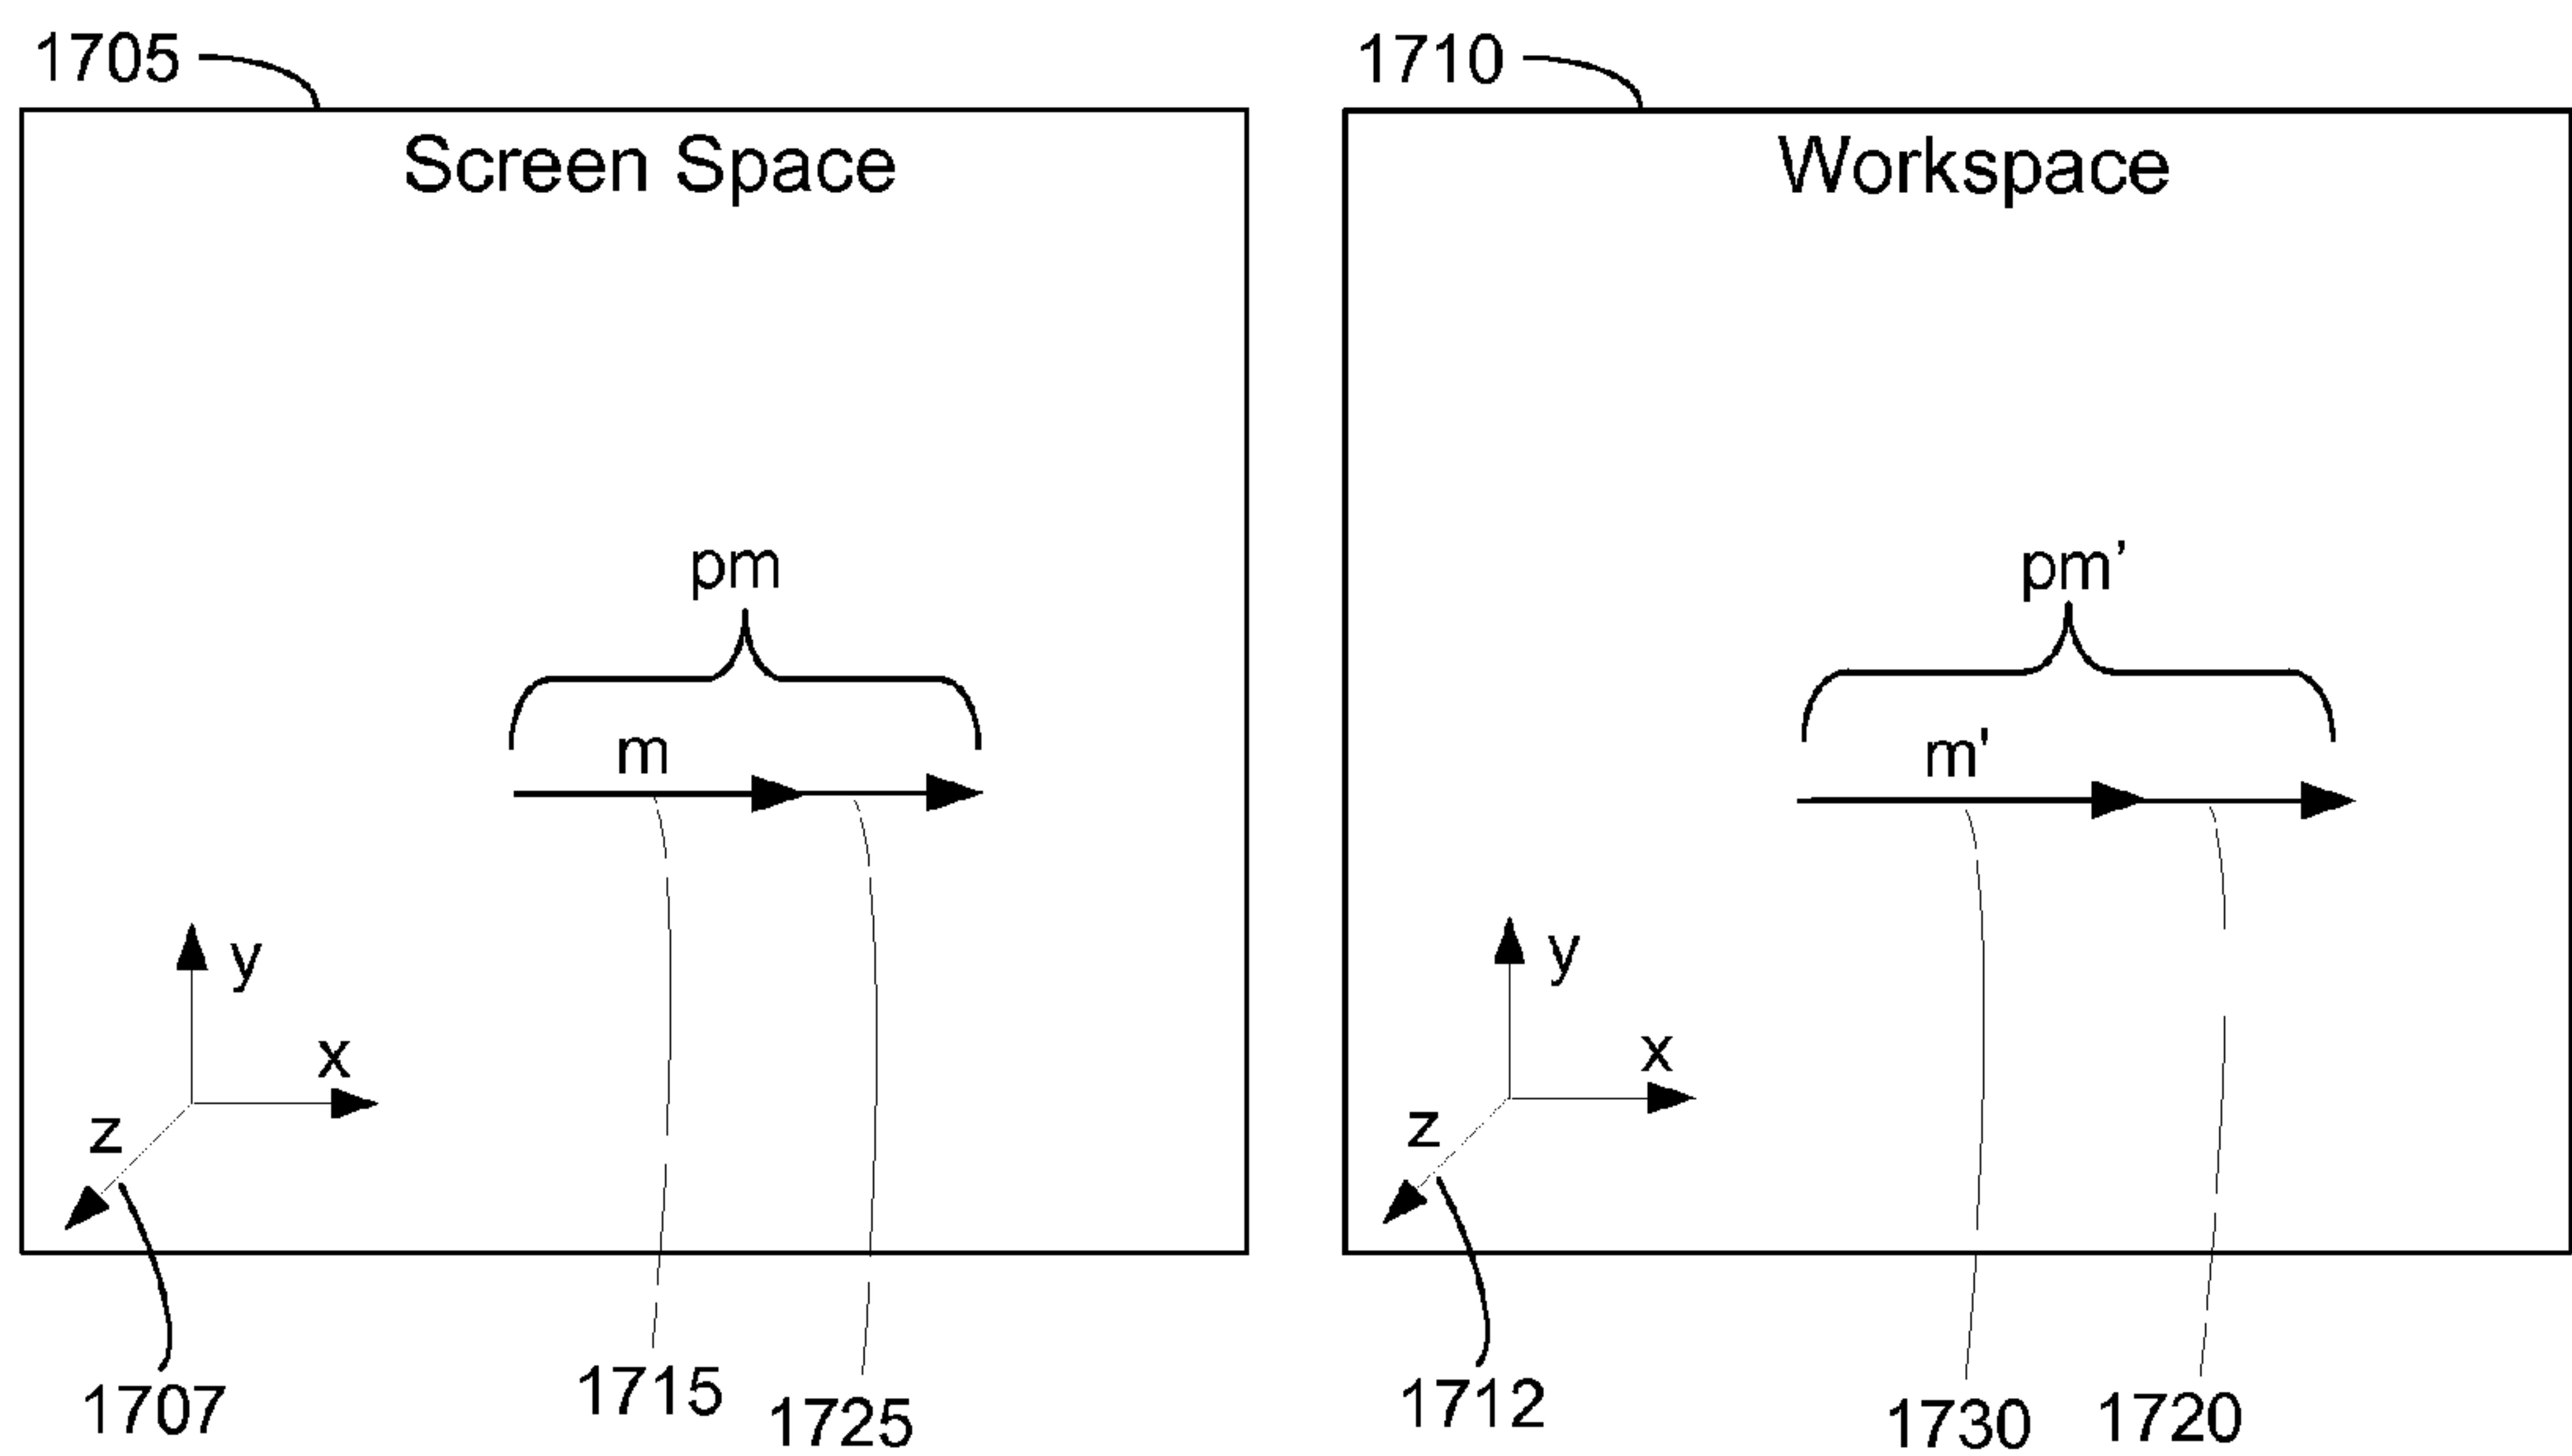 1705
1710
Screen Space
Workspace
pm
pm’
m
m'
y
y
x
x
z
z
1707
1715
1725
1712
1730
1720